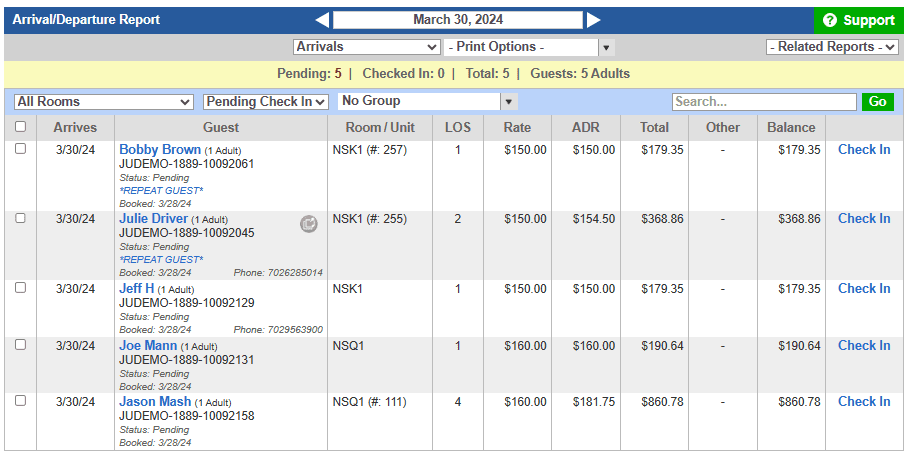 Arrival/Departure Report March 30, 2024 ? Support
Arrivals - Print Options - - Related Reports -
Pending: 5 | Checked In: 0 | Total: 5 | Guests: 5 Adults
All Rooms Pending Check In No Group Search... Go
Arrives Guest Room / Unit LOS Rate ADR Total Other Balance
3/30/24 Bobby Brown (1 Adult) NSK1 (#: 257) 1 $150.00 $150.00 $179.35 - $179.35 Check In
JUDEMO-1889-10092061
Status: Pending
*REPEAT GUEST*
Booked: 3/28/24
3/30/24 Julie Driver (1 Adult) NSK1 (#: 255) 2 $150.00 $154.50 $368.86 - $368.86 Check In
JUDEMO-1889-10092045
Status: Pending
*REPEAT GUEST*
Booked: 3/28/24 Phone: 7026285014
3/30/24 Jeff H (1 Adult) NSK1 1 $150.00 $150.00 $179.35 - $179.35 Check In
JUDEMO-1889-10092129
Status: Pending
Booked: 3/28/24 Phone: 7029563900
3/30/24 Joe Mann (1 Adult) NSQ1 1 $160.00 $160.00 $190.64 - $190.64 Check In
JUDEMO-1889-10092131
Status: Pending
Booked: 3/28/24
3/30/24 Jason Mash (1 Adult) NSQ1 (#: 111) 4 $160.00 $181.75 $860.78 - $860.78 Check In
JUDEMO-1889-10092158
Status: Pending
Booked: 3/28/24